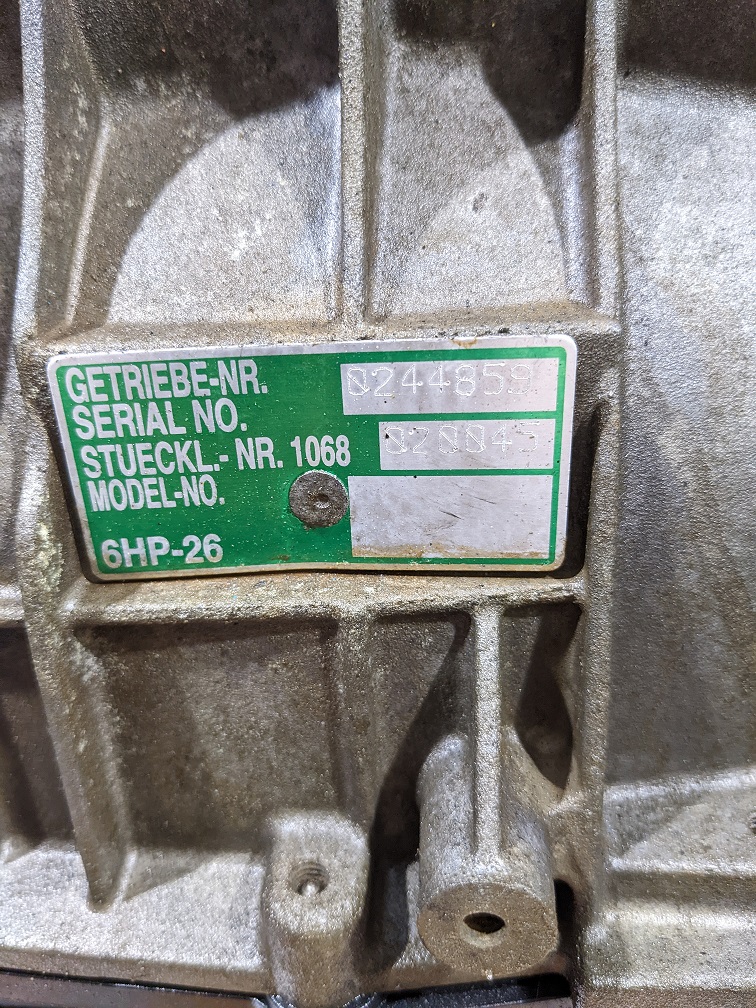 GETRIEBE-NR. 0244859
SERIAL NO.
STUECKL.- NR. 1068 020045
MODEL-NO.
6HP-26